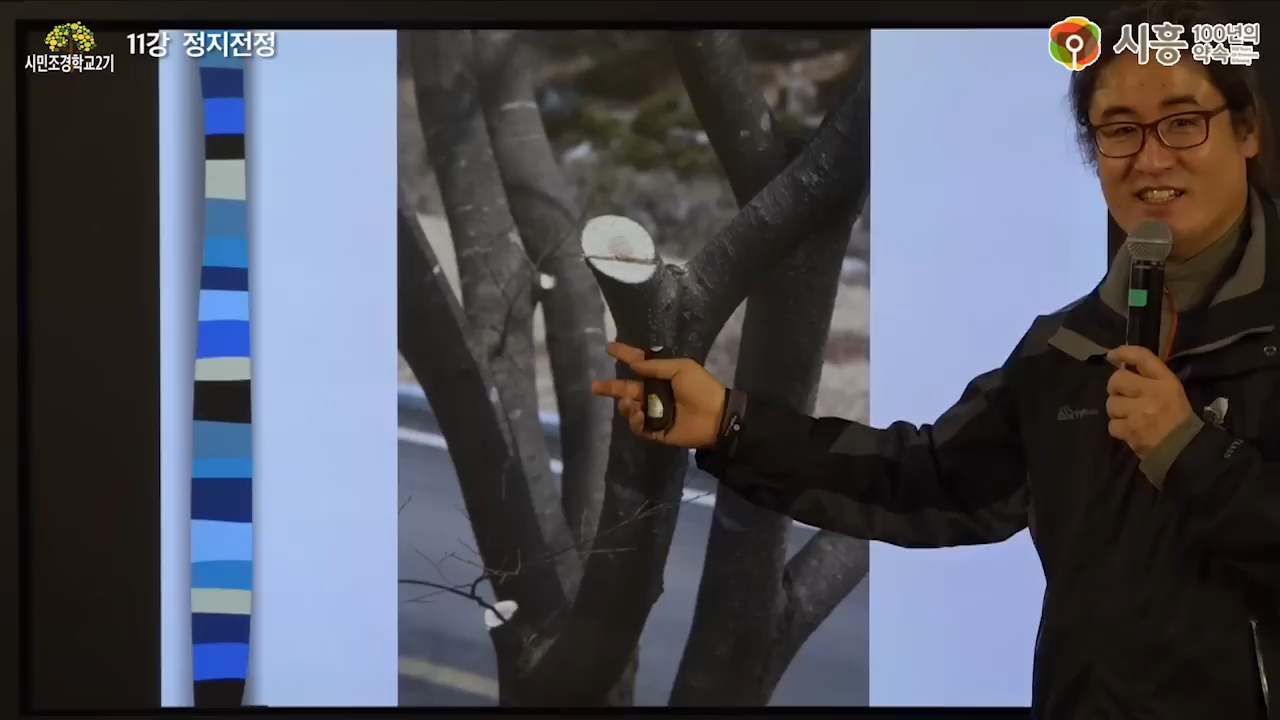 시민조경학교2기
11강 정지전정
시흥 100년의
약속